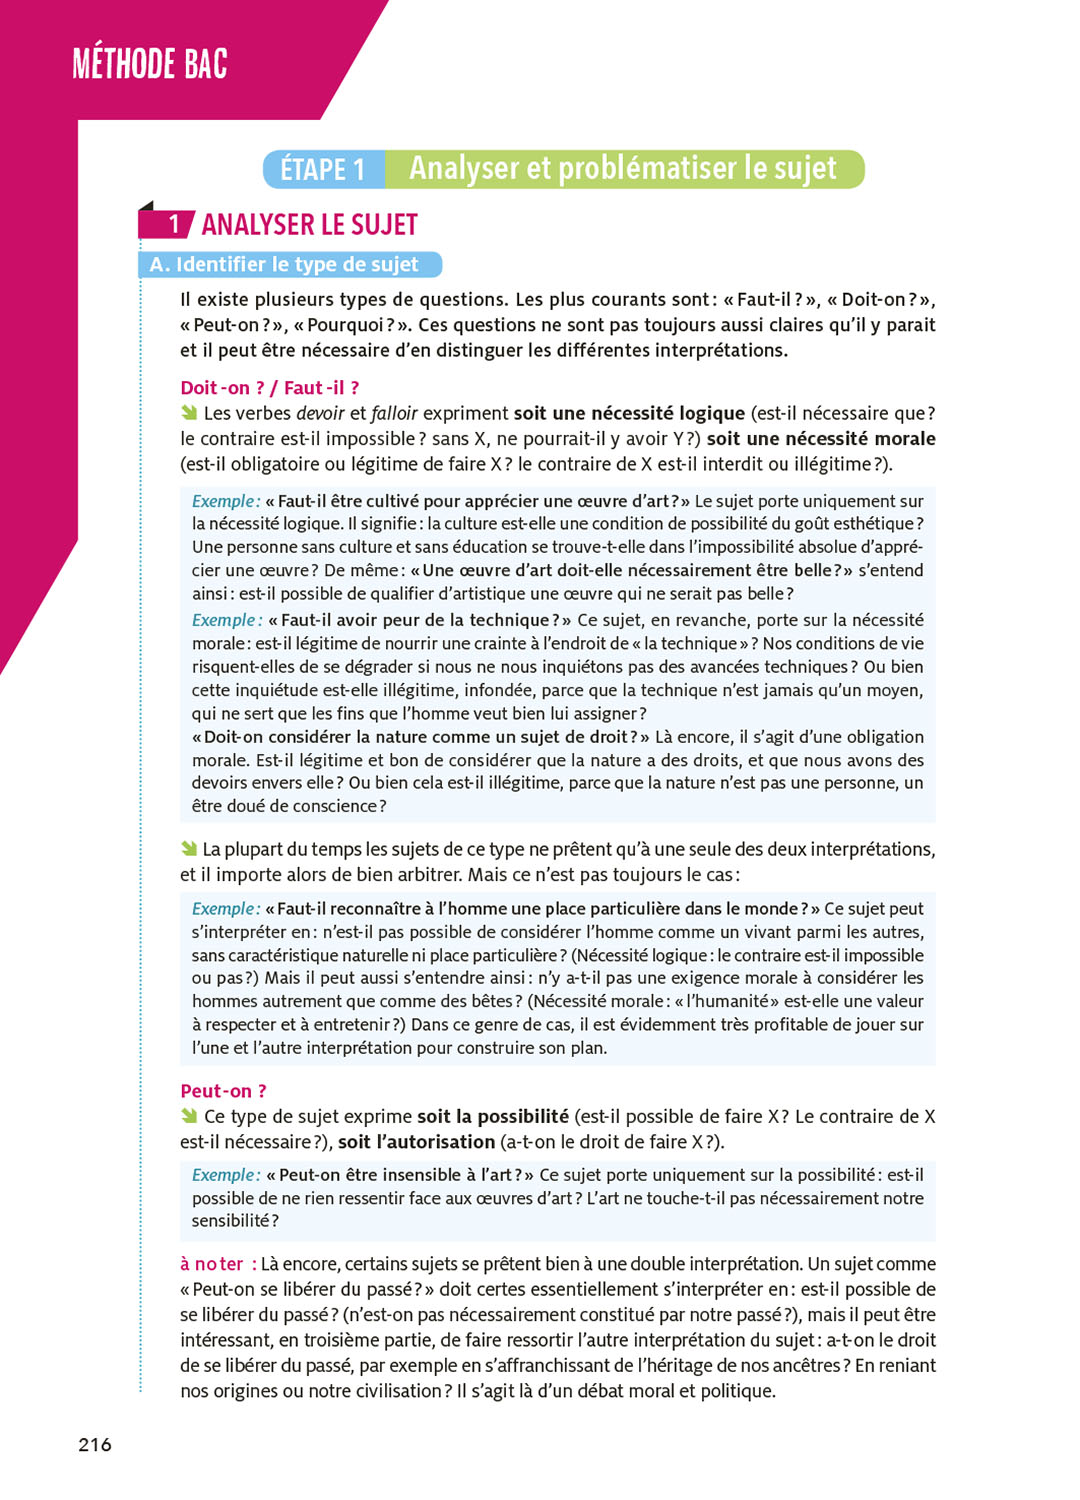 MÉTHODE BAC
ÉTAPE 1 Analyser et problématiser le sujet
1 ANALYSER LE SUJET
A. Identifier le type de sujet
Il existe plusieurs types de questions. Les plus courants sont : « Faut-il ? », « Doit-on ? »,
« Peut-on ? », « Pourquoi ? ». Ces questions ne sont pas toujours aussi claires qu’il y parait
et il peut être nécessaire d’en distinguer les différentes interprétations.
Doit-on ? / Faut-il ?
Les verbes devoir et falloir expriment soit une nécessité logique (est-il nécessaire que ?
le contraire est-il impossible ? sans X, ne pourrait-il y avoir Y ?) soit une nécessité morale
(est-il obligatoire ou légitime de faire X ? le contraire de X est-il interdit ou illégitime ?).
Exemple : « Faut-il être cultivé pour apprécier une œuvre d’art ? » Le sujet porte uniquement sur
la nécessité logique. Il signifie : la culture est-elle une condition de possibilité du goût esthétique ?
Une personne sans culture et sans éducation se trouve-t-elle dans l’impossibilité absolue d’appré-
cier une œuvre ? De même : « Une œuvre d’art doit-elle nécessairement être belle ? » s’entend
ainsi : est-il possible de qualifier d’artistique une œuvre qui ne serait pas belle ?
Exemple : « Faut-il avoir peur de la technique ? » Ce sujet, en revanche, porte sur la nécessité
morale : est-il légitime de nourrir une crainte à l’endroit de « la technique » ? Nos conditions de vie
risquent-elles de se dégrader si nous ne nous inquiétons pas des avancées techniques ? Ou bien
cette inquiétude est-elle illégitime, infondée, parce que la technique n’est jamais qu’un moyen,
qui ne sert que les fins que l’homme veut bien lui assigner ?
« Doit-on considérer la nature comme un sujet de droit ? » Là encore, il s’agit d’une obligation
morale. Est-il légitime et bon de considérer que la nature a des droits, et que nous avons des
devoirs envers elle ? Ou bien cela est-il illégitime, parce que la nature n’est pas une personne, un
être doué de conscience ?
La plupart du temps les sujets de ce type ne prêtent qu’à une seule des deux interprétations,
et il importe alors de bien arbitrer. Mais ce n’est pas toujours le cas :
Exemple : « Faut-il reconnaître à l’homme une place particulière dans le monde ? » Ce sujet peut
s’interpréter en : n’est-il pas possible de considérer l’homme comme un vivant parmi les autres,
sans caractéristique naturelle ni place particulière ? (Nécessité logique : le contraire est-il impossible
ou pas ?) Mais il peut aussi s’entendre ainsi : n’y a-t-il pas une exigence morale à considérer les
hommes autrement que comme des bêtes ? (Nécessité morale : « l’humanité » est-elle une valeur
à respecter et à entretenir ?) Dans ce genre de cas, il est évidemment très profitable de jouer sur
l’une et l’autre interprétation pour construire son plan.
Peut-on ?
Ce type de sujet exprime soit la possibilité (est-il possible de faire X ? Le contraire de X
est-il nécessaire ?), soit l’autorisation (a-t-on le droit de faire X ?).
Exemple : « Peut-on être insensible à l’art ? » Ce sujet porte uniquement sur la possibilité : est-il
possible de ne rien ressentir face aux œuvres d’art ? L’art ne touche-t-il pas nécessairement notre
sensibilité ?
à noter : Là encore, certains sujets se prêtent bien à une double interprétation. Un sujet comme
« Peut-on se libérer du passé ? » doit certes essentiellement s’interpréter en : est-il possible de
se libérer du passé ? (n’est-on pas nécessairement constitué par notre passé ?), mais il peut être
intéressant, en troisième partie, de faire ressortir l’autre interprétation du sujet : a-t-on le droit
de se libérer du passé, par exemple en s’affranchissant de l’héritage de nos ancêtres ? En reniant
nos origines ou notre civilisation ? Il s’agit là d’un débat moral et politique.
216